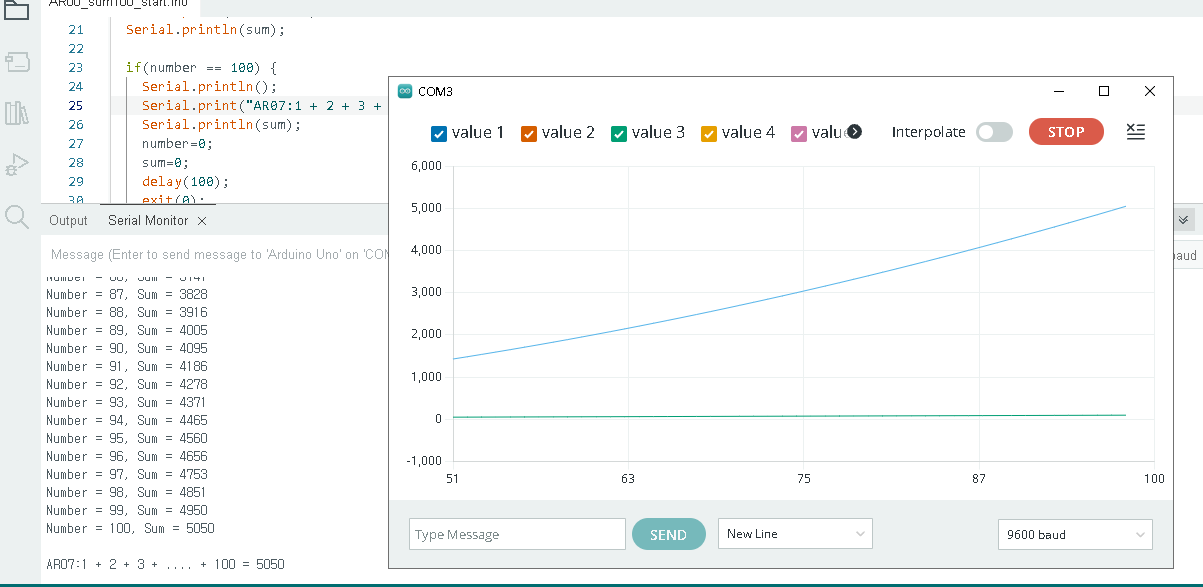 AR00_sum100_start.ino
21 Serial.println(sum);
22
23 if(number == 100) {
24 Serial.println();
25 Serial.print("AR07:1 + 2 + 3 +
26 Serial.println(sum);
27 number=0;
28 sum=0;
29 delay(100);
30 exit(0);
Output Serial Monitor
Message (Enter to send message to 'Arduino Uno' on 'COM
baud
Number = 87, Sum = 3828
Number = 88, Sum = 3916
Number = 89, Sum = 4005
Number = 90, Sum = 4095
Number = 91, Sum = 4186
Number = 92, Sum = 4278
Number = 93, Sum = 4371
Number = 94, Sum = 4465
Number = 95, Sum = 4560
Number = 96, Sum = 4656
Number = 97, Sum = 4753
Number = 98, Sum = 4851
Number = 99, Sum = 4950
Number = 100, Sum = 5050
AR07:1 + 2 + 3 + .... + 100 = 5050
COM3
value 1 value 2 value 3 value 4 value Interpolate STOP
6,000
5,000
4,000
3,000
2,000
1,000
0
-1,000
51 63 75 87 100
Type Message SEND New Line 9600 baud